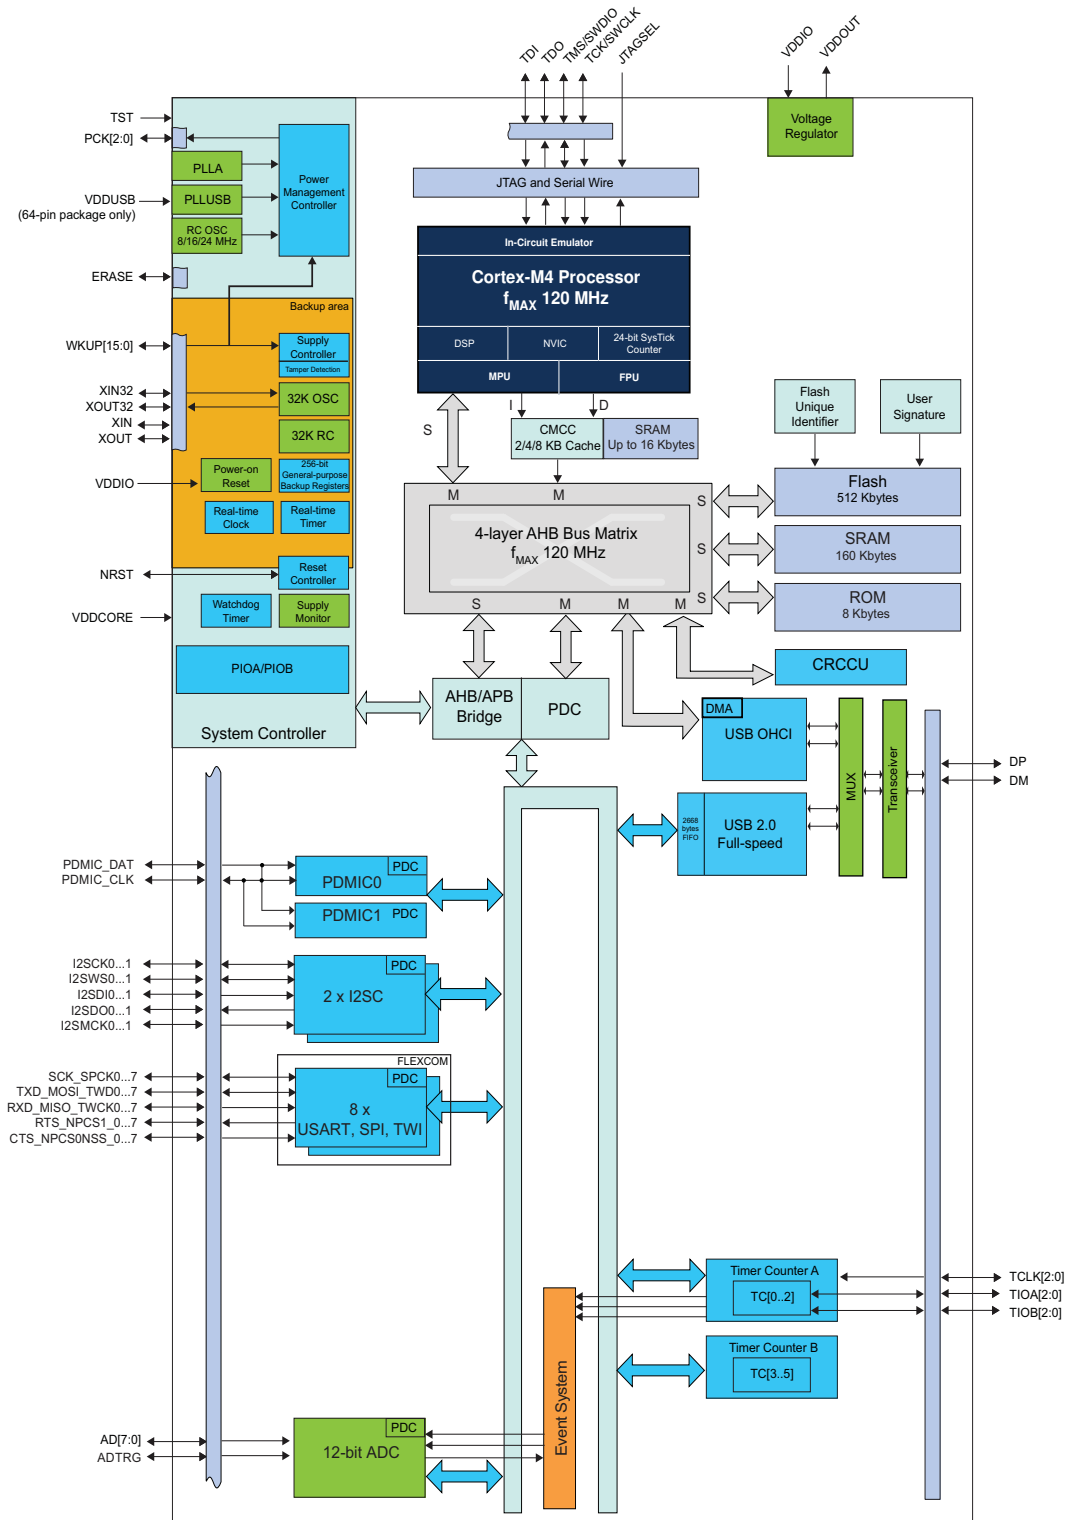 TDI
TDO
TMS/SWDIO
TCK/SWCLK
JTAGSEL
VDDIO
VDDOUT
Voltage
Regulator
TST
PCK[2:0]
PLLA
PLLUSB
RC OSC
8/16/24 MHz
Power
Management
Controller
VDDUSB
(64-pin package only)
ERASE
JTAG and Serial Wire
In-Circuit Emulator
Cortex-M4 Processor
fMAX 120 MHz
DSP
NVIC
24-bit SysTick
Counter
MPU
FPU
Backup area
WKUP[15:0]
Supply
Controller
Tamper Detection
XIN32
XOUT32
XIN
XOUT
32K OSC
32K RC
VDDIO
Power-on
Reset
256-bit
General-purpose
Backup Registers
Real-time
Clock
Real-time
Timer
NRST
Reset
Controller
VDDCORE
Watchdog
Timer
Supply
Monitor
PIOA/PIOB
System Controller
S
I
D
CMCC
2/4/8 KB Cache
SRAM
Up to 16 Kbytes
Flash
Unique
Identifier
User
Signature
M
M
S
4-layer AHB Bus Matrix
fMAX 120 MHz
S
S
S
M
M
M
Flash
512 Kbytes
SRAM
160 Kbytes
ROM
8 Kbytes
CRCCU
AHB/APB
Bridge
PDC
DMA
USB OHCI
MUX
Transceiver
DP
DM
2668
bytes
FIFO
USB 2.0
Full-speed
PDMIC_DAT
PDMIC_CLK
PDC
PDMIC0
PDMIC1
PDC
I2SCK0...1
I2SWS0...1
I2SDI0...1
I2SDO0...1
I2SMCK0...1
PDC
2 x I2SC
FLEXCOM
SCK_SPCK0...7
TXD_MOSI_TWD0...7
RXD_MISO_TWCK0...7
RTS_NPCS1_0...7
CTS_NPCS0NSS_0...7
PDC
8 x
USART, SPI, TWI
Timer Counter A
TC[0..2]
TCLK[2:0]
TIOA[2:0]
TIOB[2:0]
Timer Counter B
TC[3..5]
Event System
AD[7:0]
ADTRG
PDC
12-bit ADC